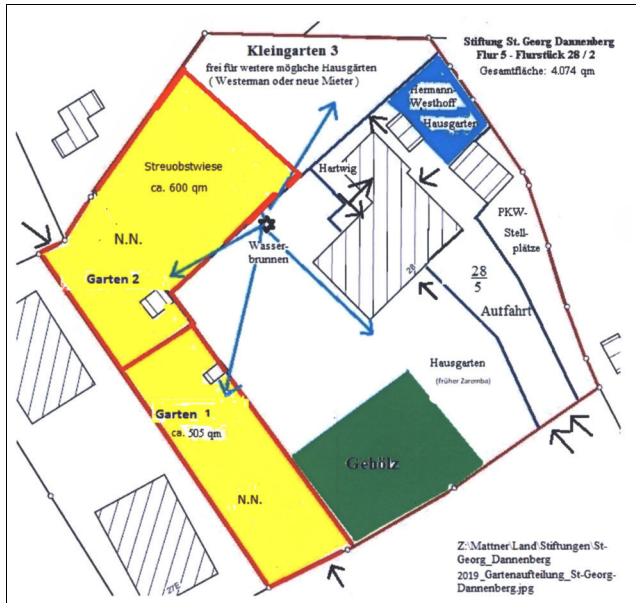 Kleingarten 3
frei für weitere mögliche Hausgärten
( Westerman oder neue Mieter )
Stiftung St. Georg Dannenberg
Flur 5 - Flurstück 28 / 2
Gesamtfläche: 4.074 qm
Hermann-
Westhoff
Hausgarten
Streuobstwiese
ca. 600 qm
Hartwig
N.N.
Wasser-
brunnen
PKW-
Stell-
plätze
Garten 2
28
28
5
Autfahrt
Hausgarten
(früher Zaromba)
Garten 1
ca. 505 qm
Gehölz
N.N.
27E
Z:\Mattner\Land\Stiftungen\St-
Georg_Dannenberg
2019_Gartenaufteilung_St-Georg-
Dannenberg.jpg